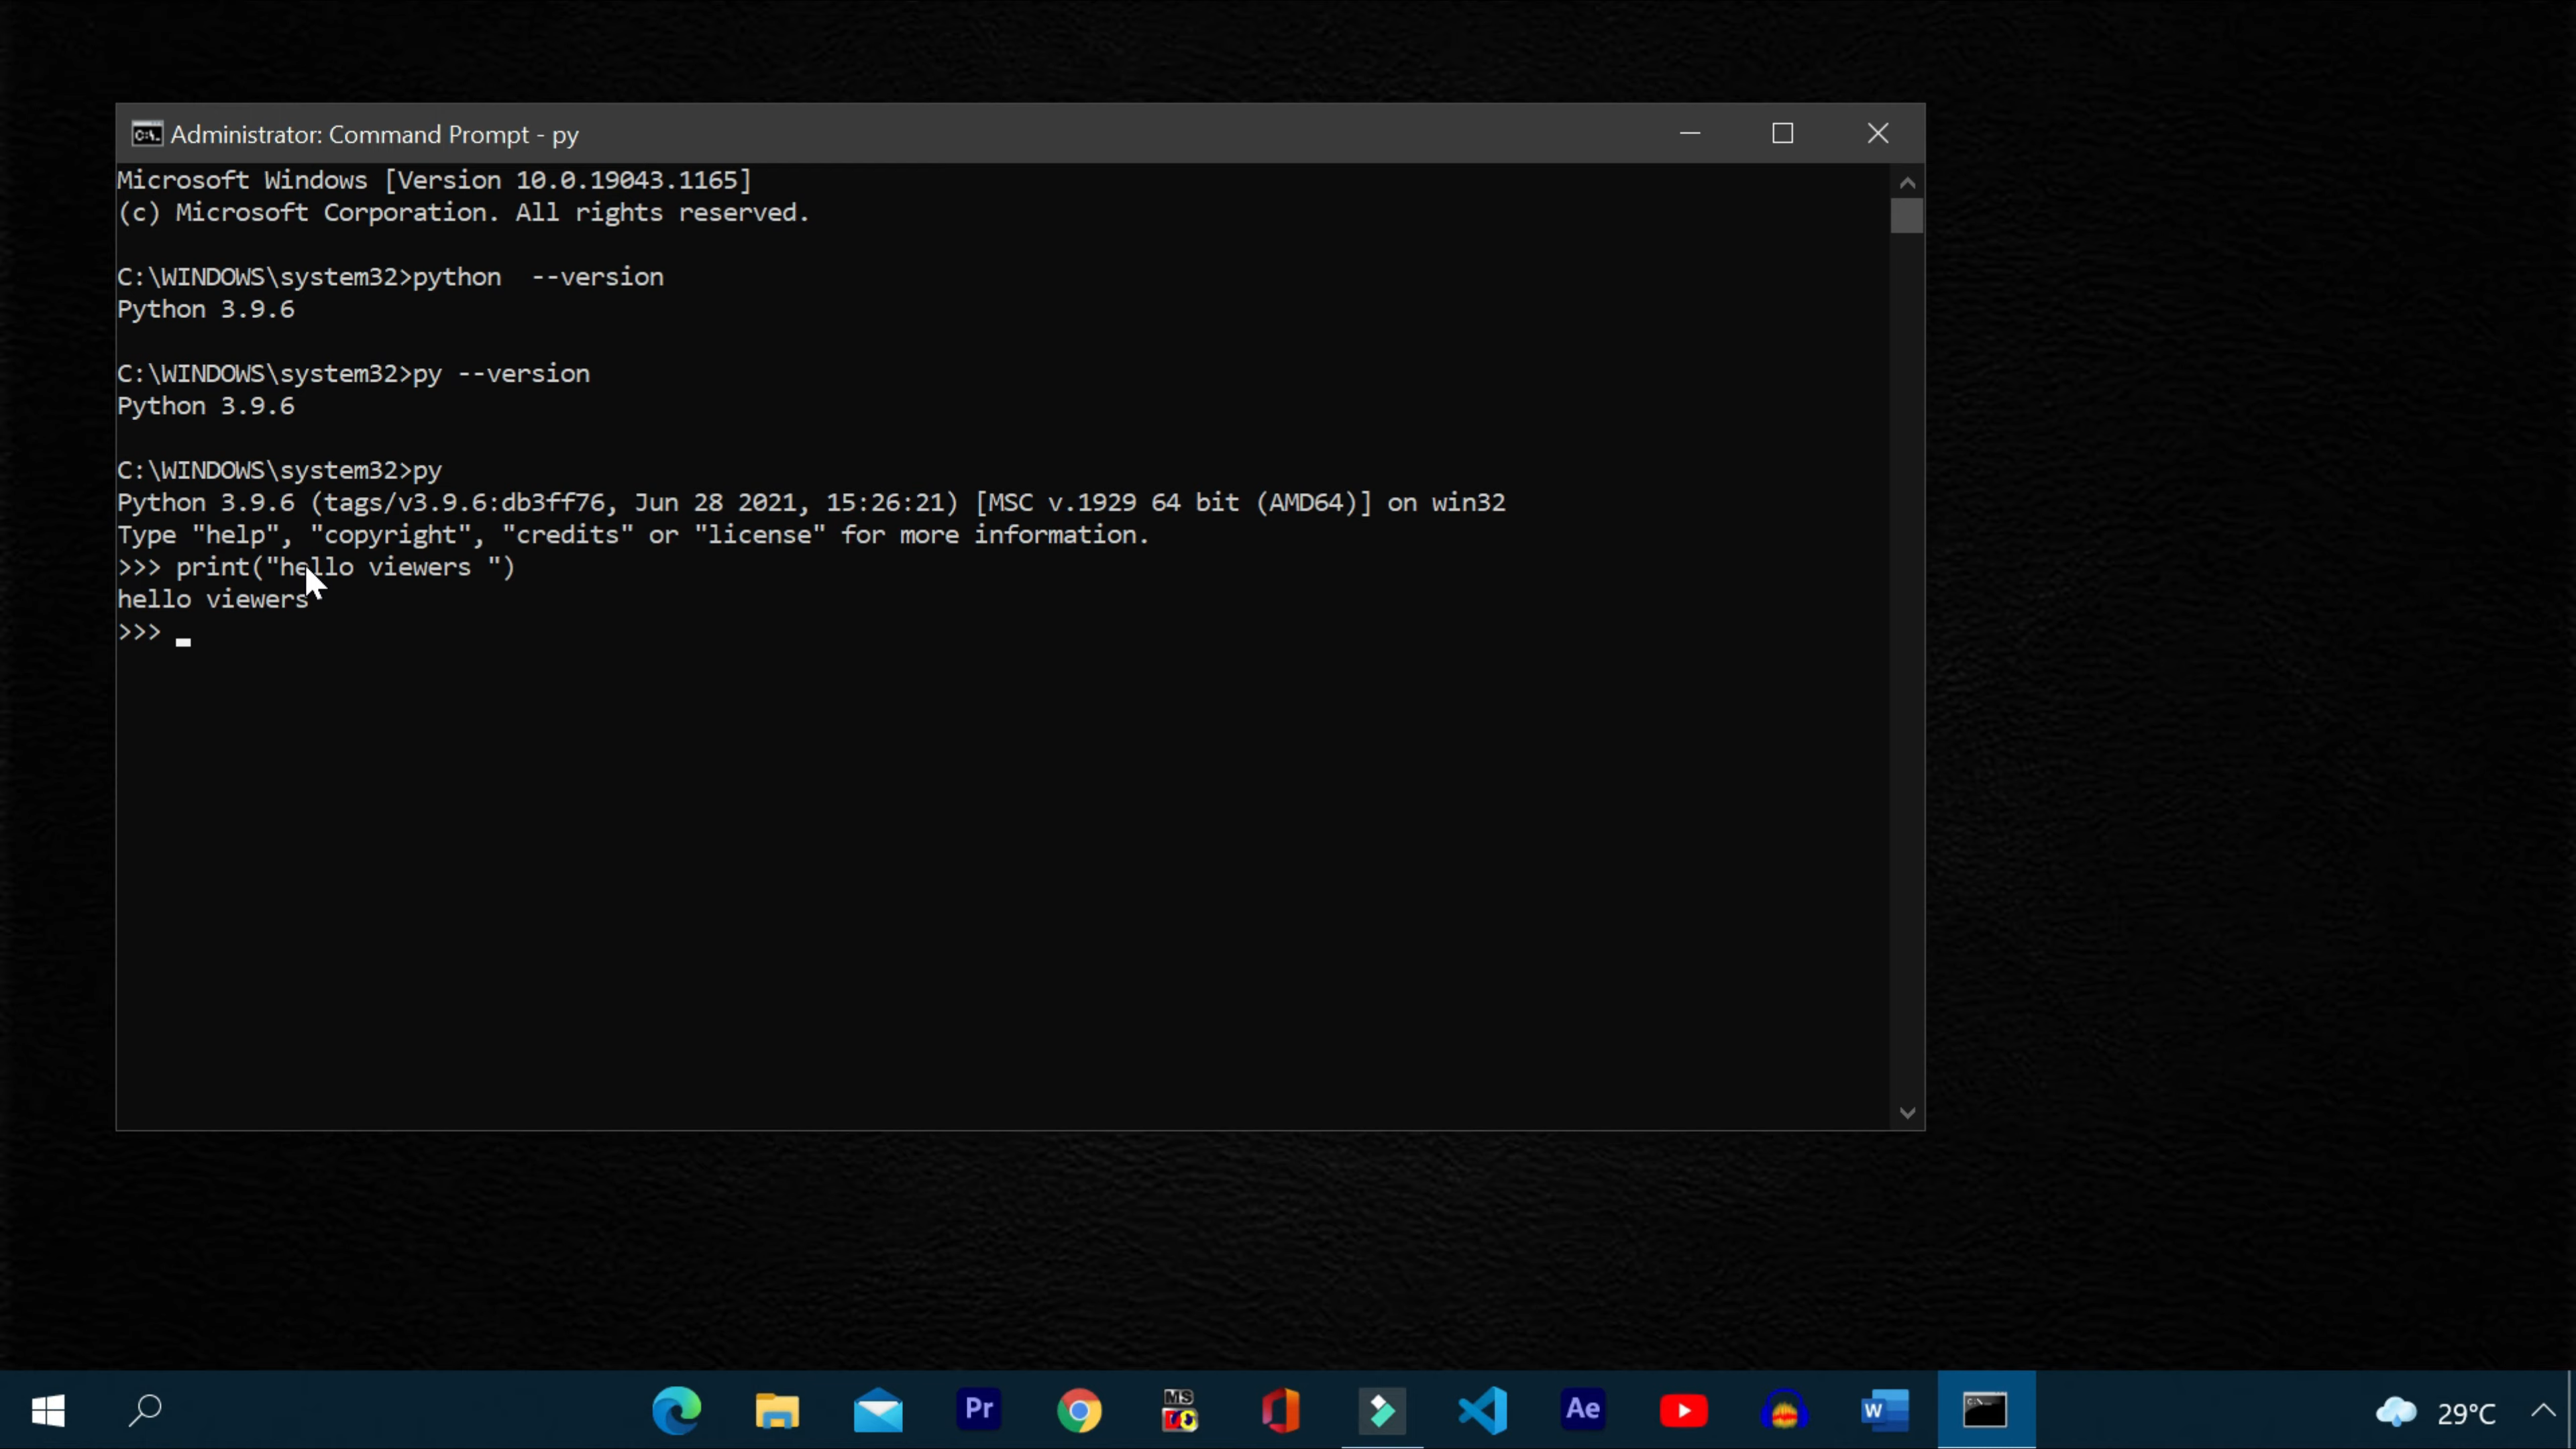 Administrator: Command Prompt - py
Microsoft Windows [Version 10.0.19043.1165]
(c) Microsoft Corporation. All rights reserved.
C:\WINDOWS\system32>python  --version
Python 3.9.6
C:\WINDOWS\system32>py --version
Python 3.9.6
C:\WINDOWS\system32>py
Python 3.9.6 (tags/v3.9.6:db3ff76, Jun 28 2021, 15:26:21) [MSC v.1929 64 bit (AMD64)] on win32
Type "help", "copyright", "credits" or "license" for more information.
>>> print("hello viewers ")
hello viewers
>>>
Pr
MS
Ae
W
29°C